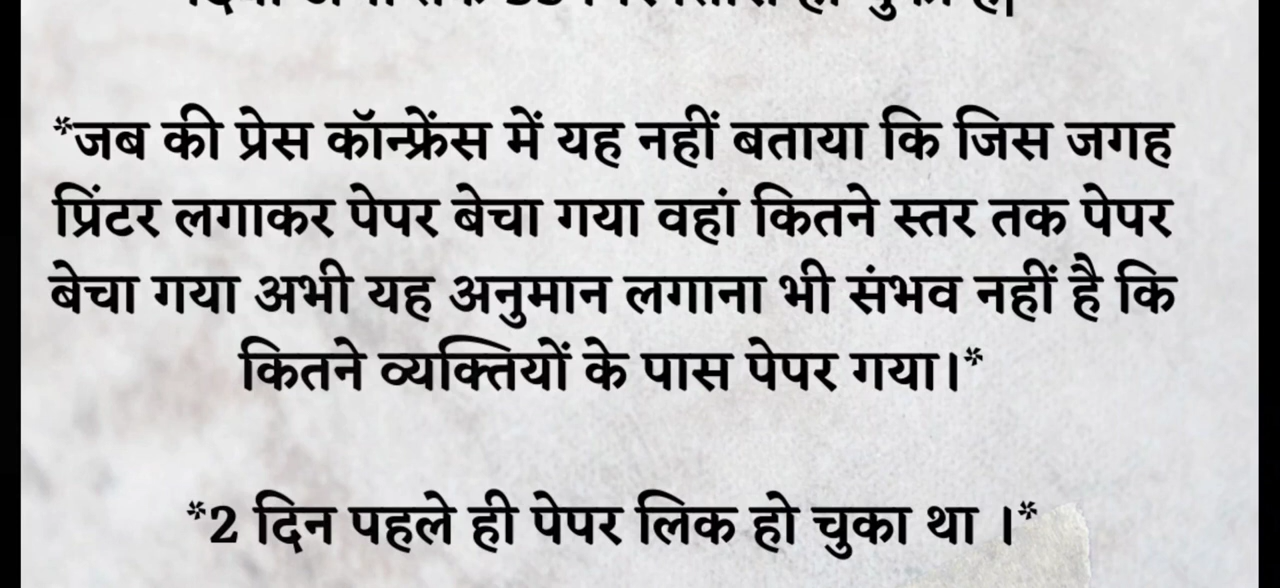 *जब की प्रेस कॉन्फ्रेंस में यह नहीं बताया कि जिस जगह
प्रिंटर लगाकर पेपर बेचा गया वहां कितने स्तर तक पेपर
बेचा गया अभी यह अनुमान लगाना भी संभव नहीं है कि
कितने व्यक्तियों के पास पेपर गया।*
*2 दिन पहले ही पेपर लिक हो चुका था ।*